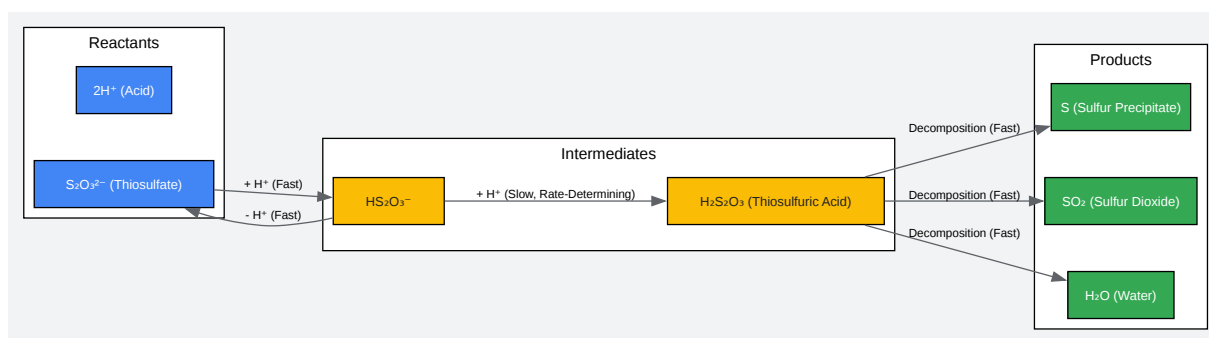 Reactants
2H⁺ (Acid)
S₂O₃²⁻ (Thiosulfate)
+ H⁺ (Fast)
- H⁺ (Fast)
Intermediates
HS₂O₃⁻
+ H⁺ (Slow, Rate-Determining)
H₂S₂O₃ (Thiosulfuric Acid)
Decomposition (Fast)
Decomposition (Fast)
Decomposition (Fast)
Products
S (Sulfur Precipitate)
SO₂ (Sulfur Dioxide)
H₂O (Water)